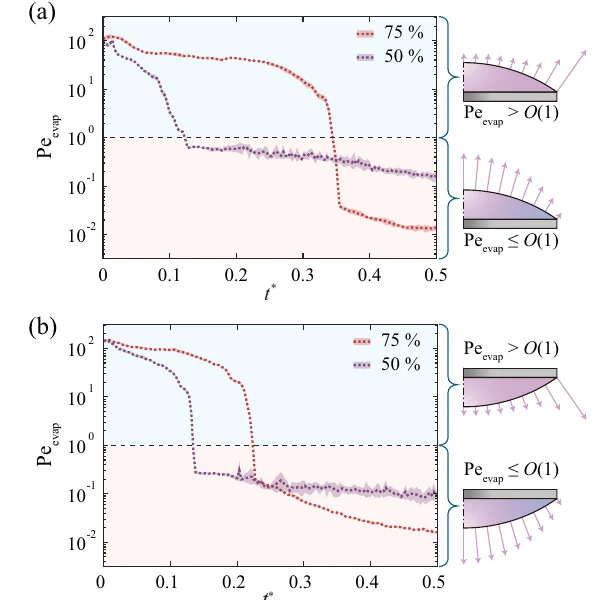 (a)
75 %
50 %
10²
10¹
10⁰
10⁻¹
10⁻²
Pe_evap
0 0.1 0.2 0.3 0.4 0.5
t*
Pe_evap > O(1)
Pe_evap ≤ O(1)
(b)
75 %
50 %
10²
10¹
10⁰
10⁻¹
10⁻²
Pe_evap
0 0.1 0.2 0.3 0.4 0.5
t*
Pe_evap > O(1)
Pe_evap ≤ O(1)